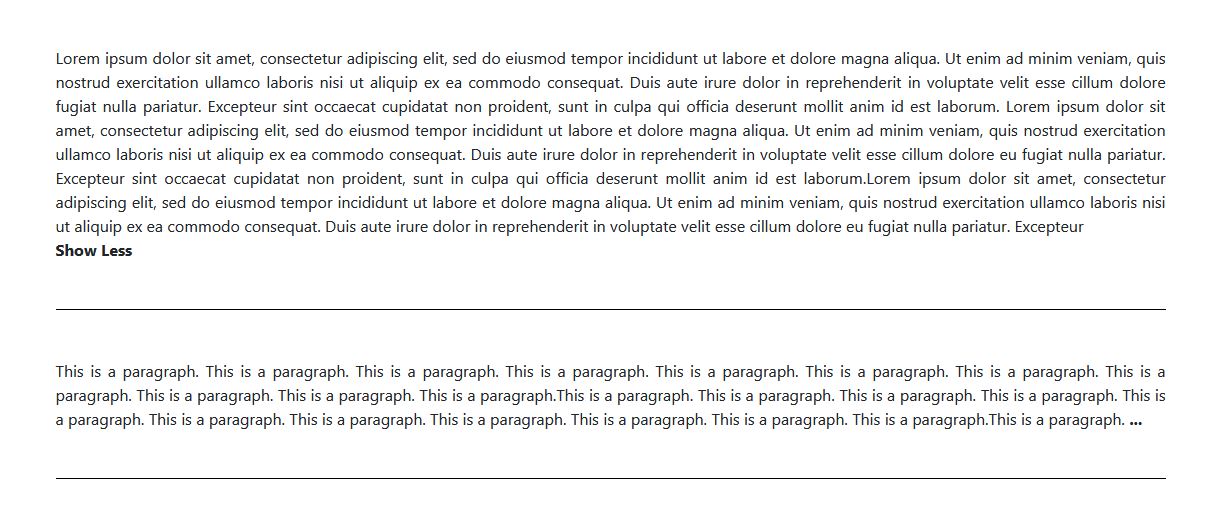 Lorem ipsum dolor sit amet, consectetur adipiscing elit, sed do eiusmod tempor incididunt ut labore et dolore magna aliqua. Ut enim ad minim veniam, quis
nostrud exercitation ullamco laboris nisi ut aliquip ex ea commodo consequat. Duis aute irure dolor in reprehenderit in voluptate velit esse cillum dolore
fugiat nulla pariatur. Excepteur sint occaecat cupidatat non proident, sunt in culpa qui officia deserunt mollit anim id est laborum. Lorem ipsum dolor sit
amet, consectetur adipiscing elit, sed do eiusmod tempor incididunt ut labore et dolore magna aliqua. Ut enim ad minim veniam, quis nostrud exercitation
ullamco laboris nisi ut aliquip ex ea commodo consequat. Duis aute irure dolor in reprehenderit in voluptate velit esse cillum dolore eu fugiat nulla pariatur.
Excepteur sint occaecat cupidatat non proident, sunt in culpa qui officia deserunt mollit anim id est laborum.Lorem ipsum dolor sit amet, consectetur
adipiscing elit, sed do eiusmod tempor incididunt ut labore et dolore magna aliqua. Ut enim ad minim veniam, quis nostrud exercitation ullamco laboris nisi
ut aliquip ex ea commodo consequat. Duis aute irure dolor in reprehenderit in voluptate velit esse cillum dolore eu fugiat nulla pariatur. Excepteur
Show Less
This is a paragraph. This is a paragraph. This is a paragraph. This is a paragraph. This is a paragraph. This is a paragraph. This is a paragraph. This is a
paragraph. This is a paragraph. This is a paragraph. This is a paragraph.This is a paragraph. This is a paragraph. This is a paragraph. This is a paragraph. This is
a paragraph. This is a paragraph. This is a paragraph. This is a paragraph. This is a paragraph. This is a paragraph. This is a paragraph.This is a paragraph. ...